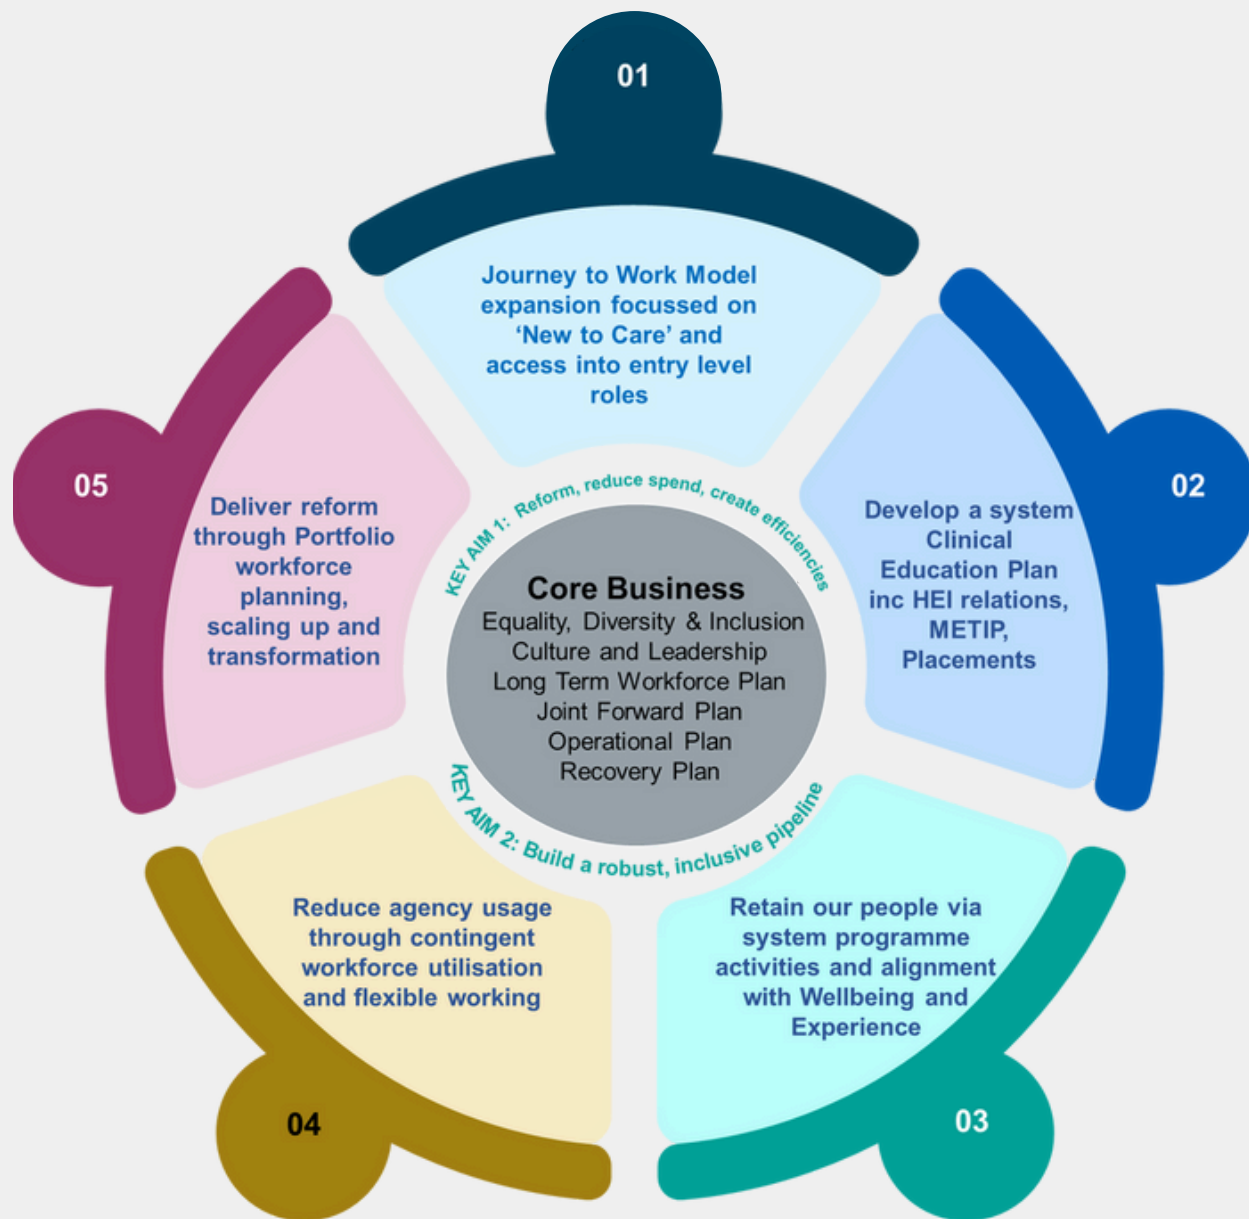 01
Journey to Work Model
expansion focussed on
‘New to Care’ and
access into entry level
roles
02
Develop a system
Clinical
Education Plan
inc HEI relations,
METIP,
Placements
03
Retain our people via
system programme
activities and alignment
with Wellbeing and
Experience
04
Reduce agency usage
through contingent
workforce utilisation
and flexible working
05
Deliver reform
through Portfolio
workforce
planning,
scaling up and
transformation
KEY AIM 1: Reform, reduce spend, create efficiencies
Core Business
Equality, Diversity & Inclusion
Culture and Leadership
Long Term Workforce Plan
Joint Forward Plan
Operational Plan
Recovery Plan
KEY AIM 2: Build a robust, inclusive pipeline